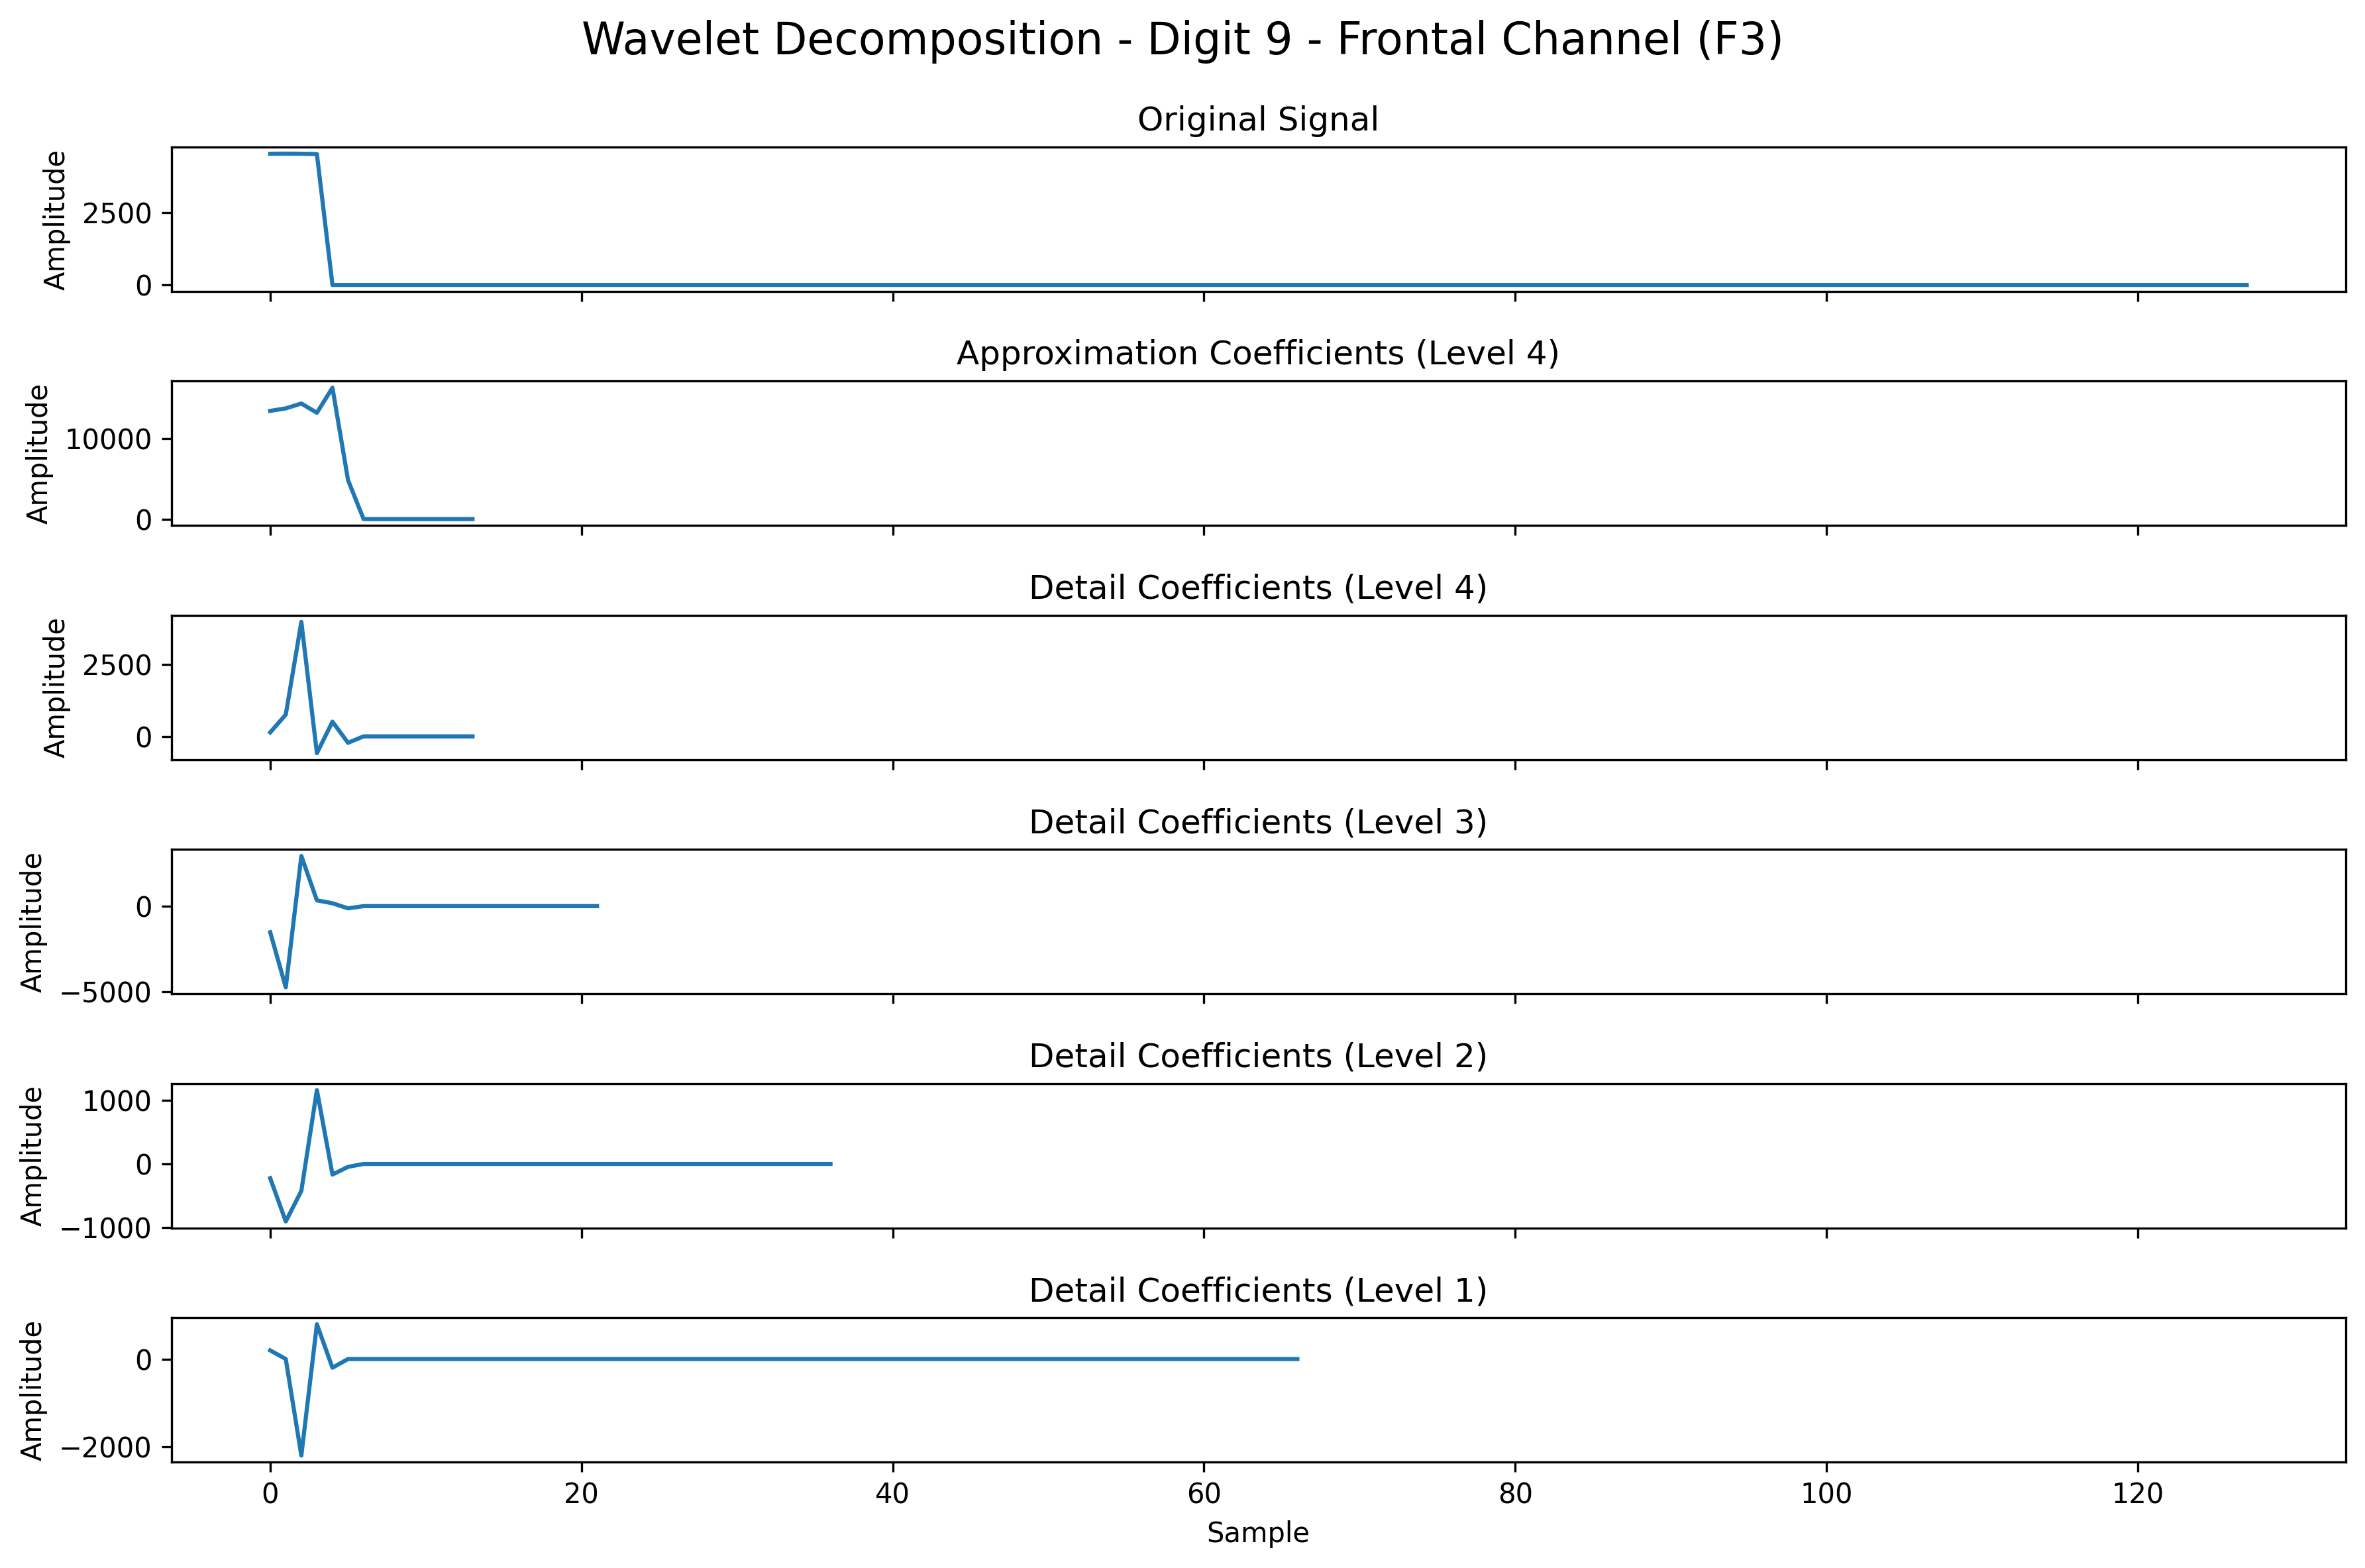 Wavelet Decomposition - Digit 9 - Frontal Channel (F3)
Original Signal
Amplitude
2500
0
Approximation Coefficients (Level 4)
Amplitude
10000
0
Detail Coefficients (Level 4)
Amplitude
2500
0
Detail Coefficients (Level 3)
Amplitude
0
−5000
Detail Coefficients (Level 2)
Amplitude
1000
0
−1000
Detail Coefficients (Level 1)
Amplitude
0
−2000
0 20 40 60 80 100 120
Sample